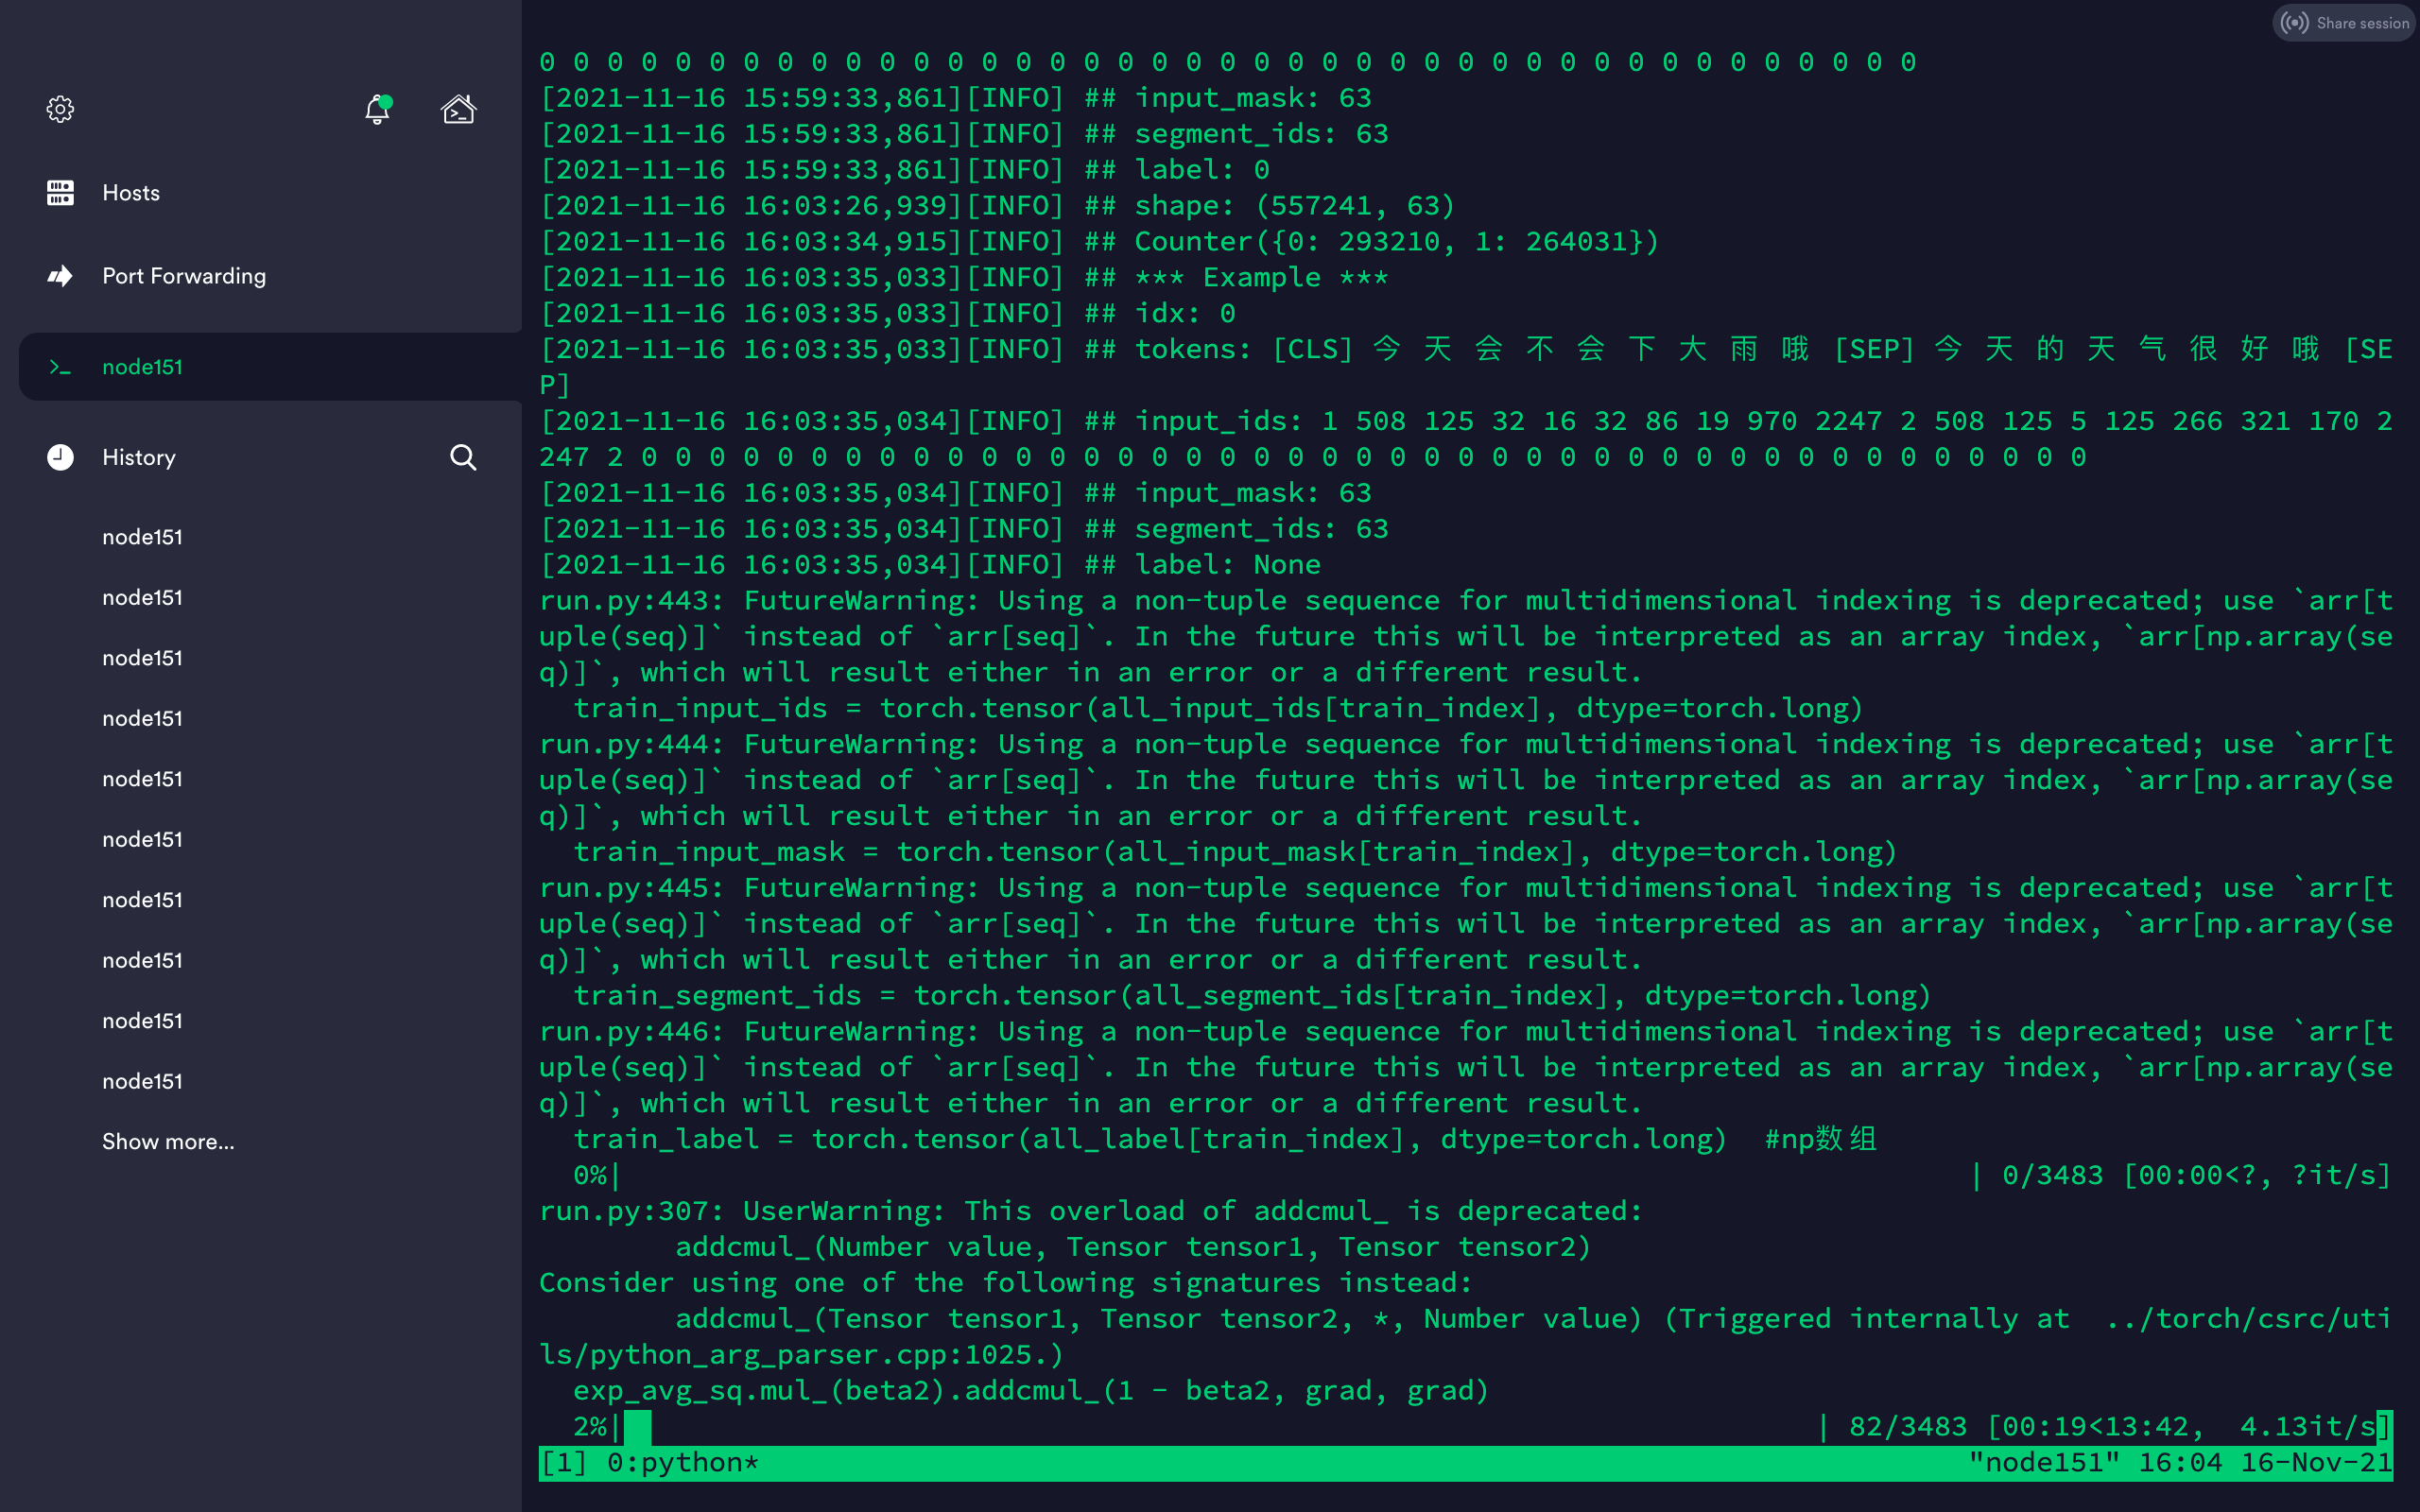 Share session
Hosts
Port Forwarding
node151
History
node151
node151
node151
node151
node151
node151
node151
node151
node151
node151
Show more...
0 0 0 0 0 0 0 0 0 0 0 0 0 0 0 0 0 0 0 0 0 0 0 0 0 0 0 0 0 0 0 0 0 0 0 0 0 0 0 0 0
[2021-11-16 15:59:33,861][INFO] ## input_mask: 63
[2021-11-16 15:59:33,861][INFO] ## segment_ids: 63
[2021-11-16 15:59:33,861][INFO] ## label: 0
[2021-11-16 16:03:26,939][INFO] ## shape: (557241, 63)
[2021-11-16 16:03:34,915][INFO] ## Counter({0: 293210, 1: 264031})
[2021-11-16 16:03:35,033][INFO] ## *** Example ***
[2021-11-16 16:03:35,033][INFO] ## idx: 0
[2021-11-16 16:03:35,033][INFO] ## tokens: [CLS] 今 天 会 不 会 下 大 雨 哦 [SEP] 今 天 的 天 气 很 好 哦 [SE
P]
[2021-11-16 16:03:35,034][INFO] ## input_ids: 1 508 125 32 16 32 86 19 970 2247 2 508 125 5 125 266 321 170 2
247 2 0 0 0 0 0 0 0 0 0 0 0 0 0 0 0 0 0 0 0 0 0 0 0 0 0 0 0 0 0 0 0 0 0 0 0 0 0 0 0 0 0 0 0
[2021-11-16 16:03:35,034][INFO] ## input_mask: 63
[2021-11-16 16:03:35,034][INFO] ## segment_ids: 63
[2021-11-16 16:03:35,034][INFO] ## label: None
run.py:443: FutureWarning: Using a non-tuple sequence for multidimensional indexing is deprecated; use `arr[t
uple(seq)]` instead of `arr[seq]`. In the future this will be interpreted as an array index, `arr[np.array(se
q)]`, which will result either in an error or a different result.
  train_input_ids = torch.tensor(all_input_ids[train_index], dtype=torch.long)
run.py:444: FutureWarning: Using a non-tuple sequence for multidimensional indexing is deprecated; use `arr[t
uple(seq)]` instead of `arr[seq]`. In the future this will be interpreted as an array index, `arr[np.array(se
q)]`, which will result either in an error or a different result.
  train_input_mask = torch.tensor(all_input_mask[train_index], dtype=torch.long)
run.py:445: FutureWarning: Using a non-tuple sequence for multidimensional indexing is deprecated; use `arr[t
uple(seq)]` instead of `arr[seq]`. In the future this will be interpreted as an array index, `arr[np.array(se
q)]`, which will result either in an error or a different result.
  train_segment_ids = torch.tensor(all_segment_ids[train_index], dtype=torch.long)
run.py:446: FutureWarning: Using a non-tuple sequence for multidimensional indexing is deprecated; use `arr[t
uple(seq)]` instead of `arr[seq]`. In the future this will be interpreted as an array index, `arr[np.array(se
q)]`, which will result either in an error or a different result.
  train_label = torch.tensor(all_label[train_index], dtype=torch.long)  #np数组
  0%| | 0/3483 [00:00<?, ?it/s]
run.py:307: UserWarning: This overload of addcmul_ is deprecated:
        addcmul_(Number value, Tensor tensor1, Tensor tensor2)
Consider using one of the following signatures instead:
        addcmul_(Tensor tensor1, Tensor tensor2, *, Number value) (Triggered internally at  ../torch/csrc/uti
ls/python_arg_parser.cpp:1025.)
  exp_avg_sq.mul_(beta2).addcmul_(1 - beta2, grad, grad)
  2%| | 82/3483 [00:19<13:42,  4.13it/s]
[1] 0:python* "node151" 16:04 16-Nov-21